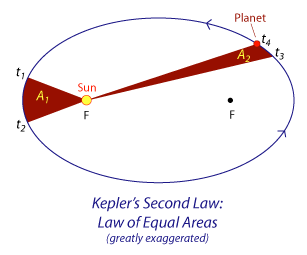 Planet
t4
t3
A2
t1
Sun
A1
t2
F
F
Kepler's Second Law:
Law of Equal Areas
(greatly exaggerated)